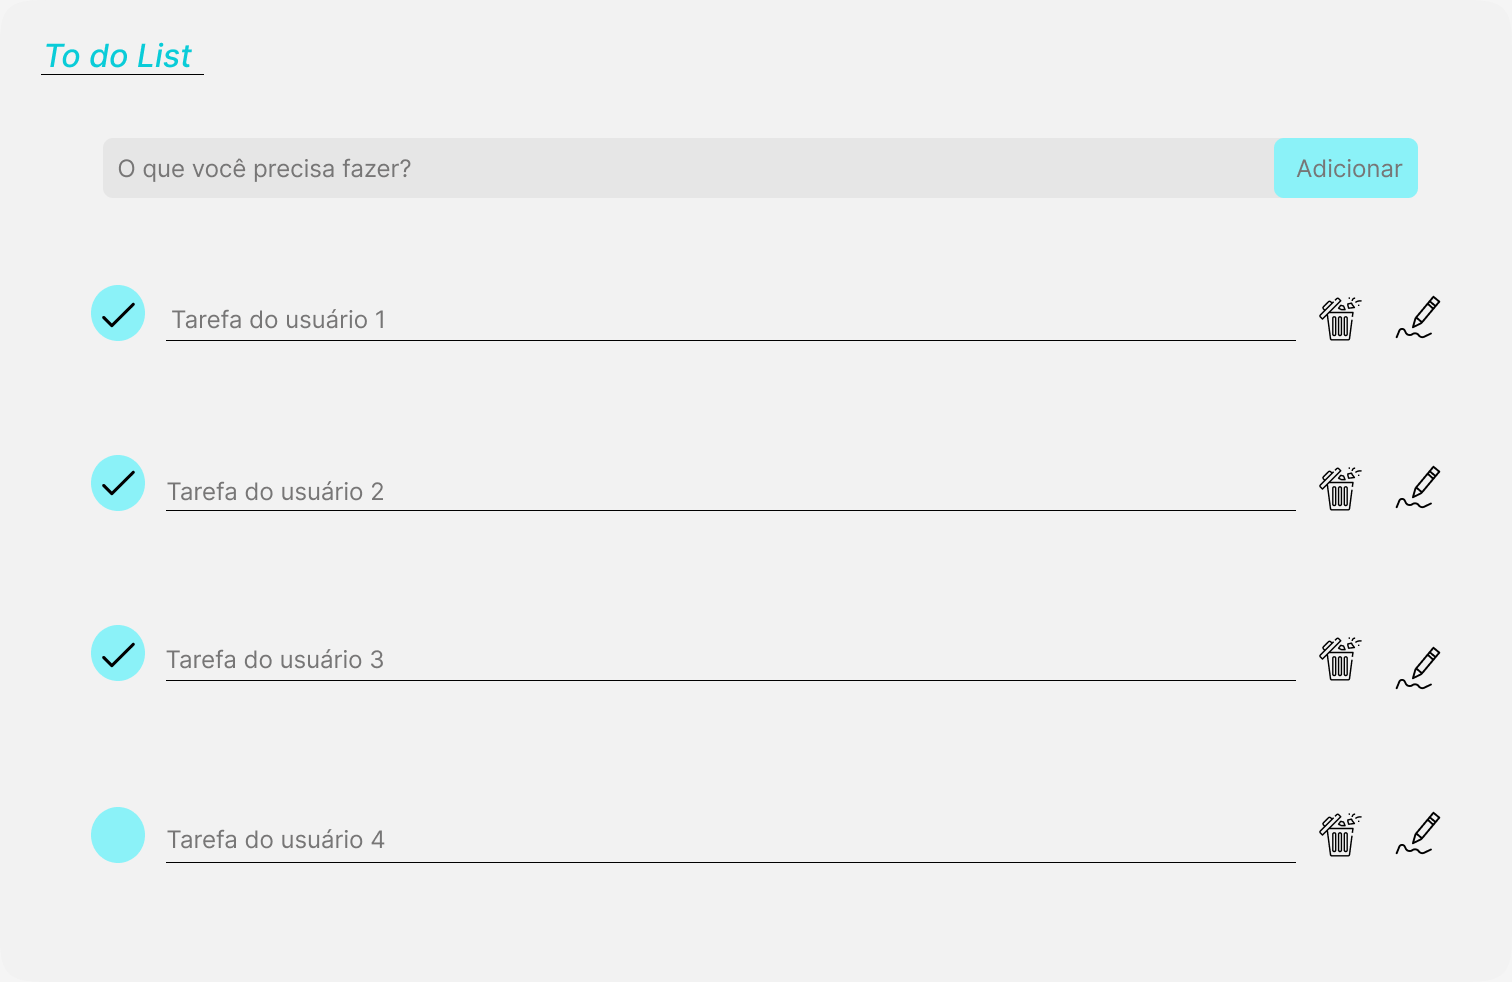 To do List
O que você precisa fazer?
Adicionar
Tarefa do usuário 1
Tarefa do usuário 2
Tarefa do usuário 3
Tarefa do usuário 4